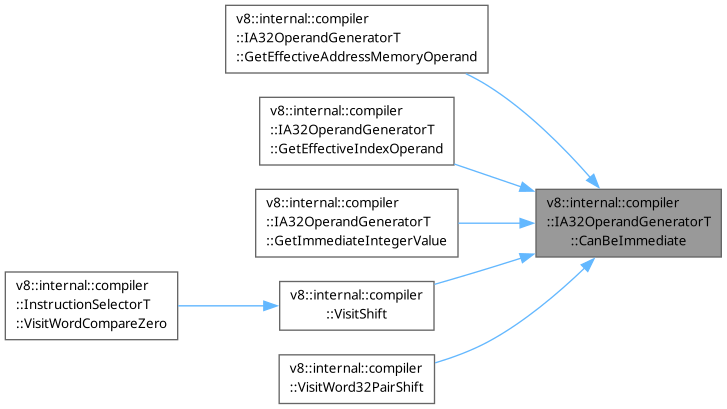 v8::internal::compiler
::IA32OperandGeneratorT
::GetEffectiveAddressMemoryOperand
v8::internal::compiler
::IA32OperandGeneratorT
::GetEffectiveIndexOperand
v8::internal::compiler
::IA32OperandGeneratorT
::GetImmediateIntegerValue
v8::internal::compiler
::IA32OperandGeneratorT
::CanBeImmediate
v8::internal::compiler
::InstructionSelectorT
::VisitWordCompareZero
v8::internal::compiler
::VisitShift
v8::internal::compiler
::VisitWord32PairShift